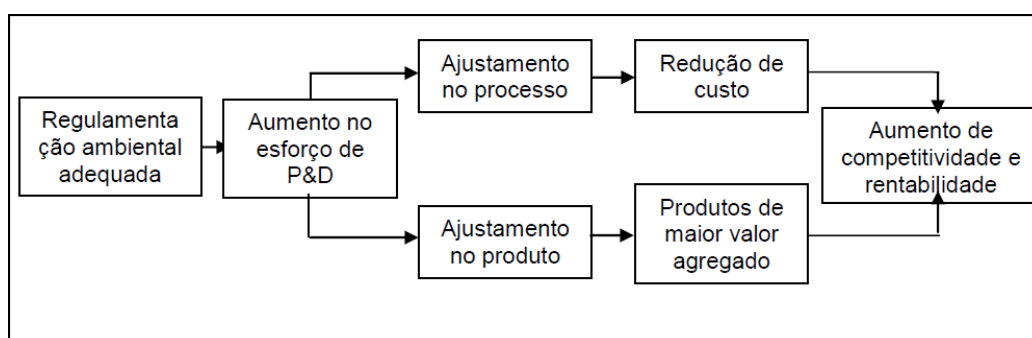 Regulamenta
ção ambiental
adequada
Aumento no
esforço de
P&D
Ajustamento
no processo
Redução de
custo
Ajustamento
no produto
Produtos de
maior valor
agregado
Aumento de
competitividade e
rentabilidade